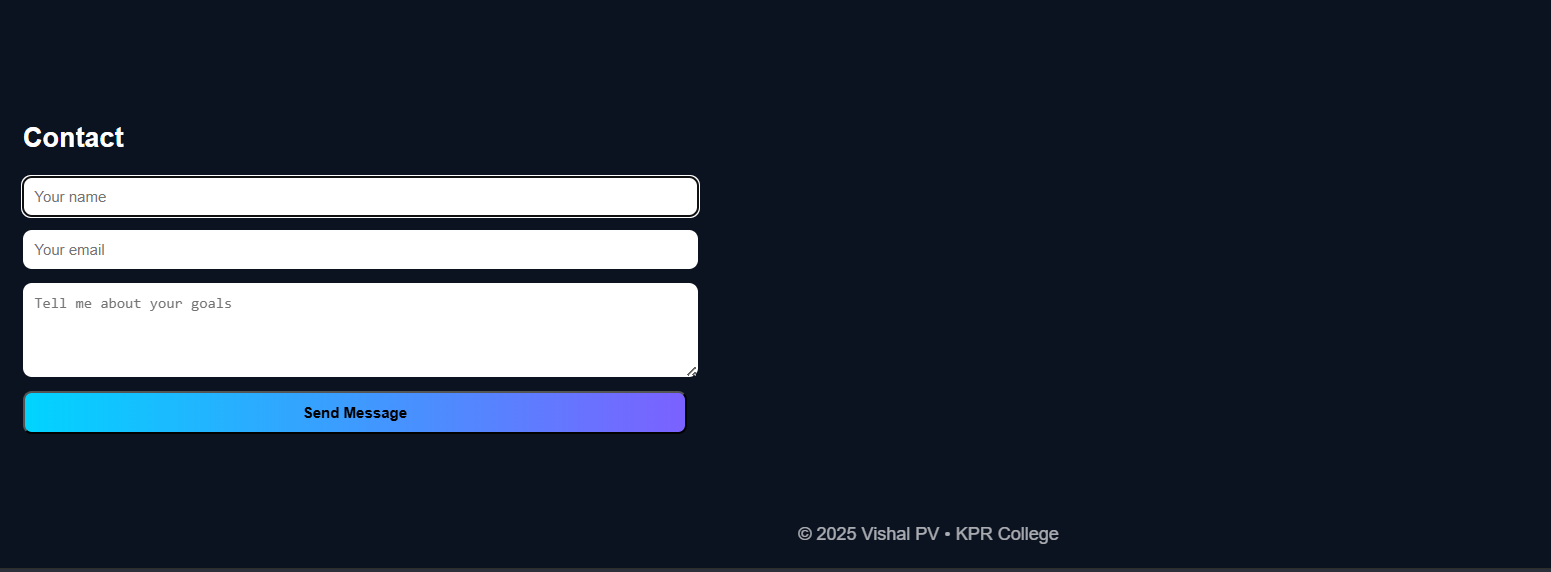 Contact
Your name
Your email
Tell me about your goals
Send Message
© 2025 Vishal PV • KPR College